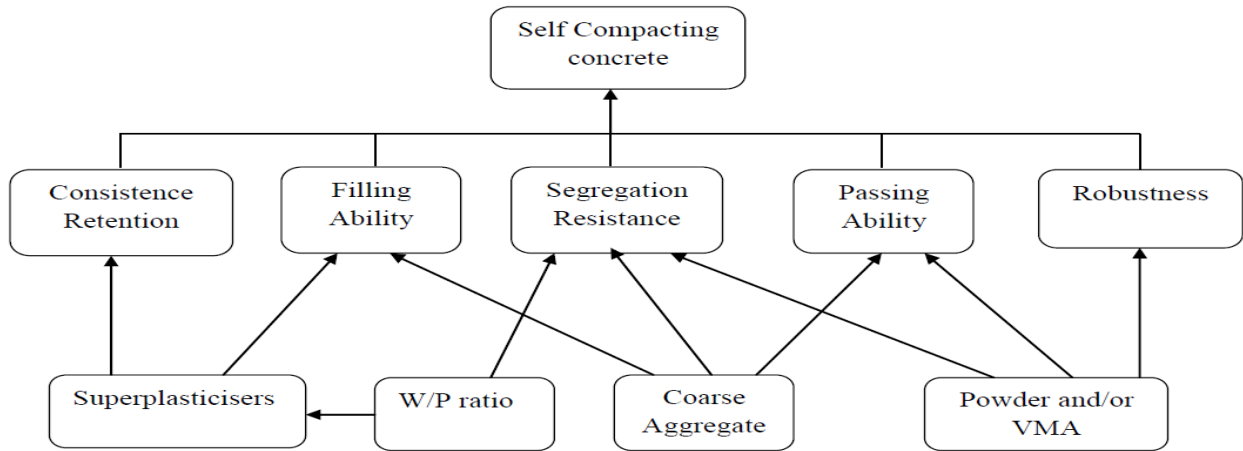 Self Compacting
concrete
Consistence
Retention
Filling
Ability
Segregation
Resistance
Passing
Ability
Robustness
Superplasticisers
W/P ratio
Coarse
Aggregate
Powder and/or
VMA